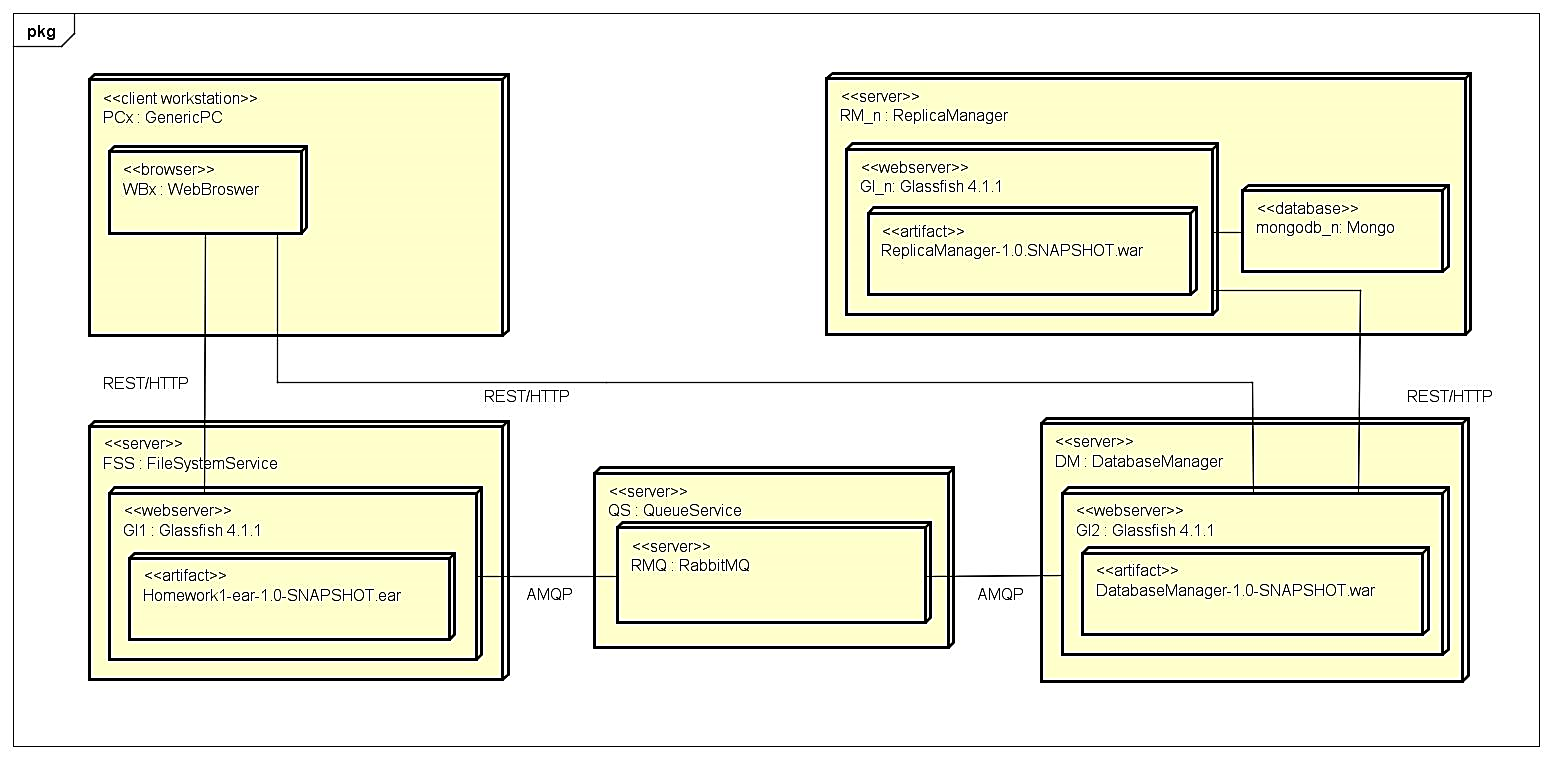 pkg
<<client workstation>>
PCx : GenericPC
<<browser>>
WBx : WebBroswer
<<server>>
RM_n : ReplicaManager
<<webserver>>
Gl_n: Glassfish 4.1.1
<<artifact>>
ReplicaManager-1.0.SNAPSHOT.war
<<database>>
mongodb_n: Mongo
REST/HTTP
REST/HTTP
REST/HTTP
<<server>>
FSS : FileSystemService
<<webserver>>
Gl1 : Glassfish 4.1.1
<<artifact>>
Homework1-ear-1.0-SNAPSHOT.ear
AMQP
<<server>>
QS : QueueService
<<server>>
RMQ : RabbitMQ
AMQP
<<server>>
DM : DatabaseManager
<<webserver>>
Gl2 : Glassfish 4.1.1
<<artifact>>
DatabaseManager-1.0-SNAPSHOT.war